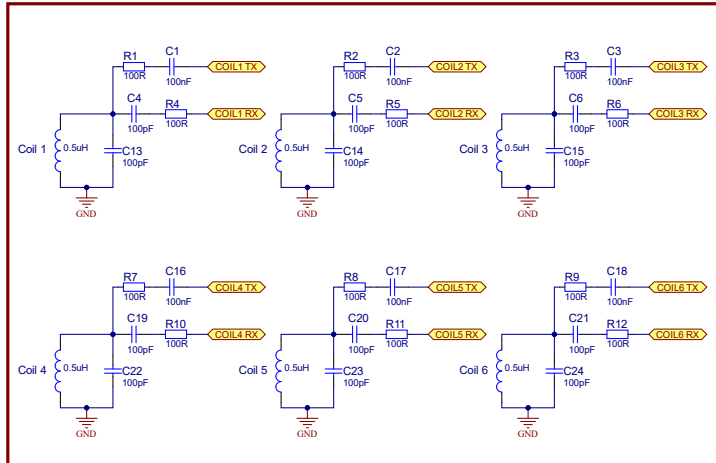 R1 C1
100R 100nF COIL1 TX
C4 R4
100pF 100R COIL1 RX
Coil 1 0.5uH C13
100pF
GND
R2 C2
100R 100nF COIL2 TX
C5 R5
100pF 100R COIL2 RX
Coil 2 0.5uH C14
100pF
GND
R3 C3
100R 100nF COIL3 TX
C6 R6
100pF 100R COIL3 RX
Coil 3 0.5uH C15
100pF
GND
R7 C16
100R 100nF COIL4 TX
C19 R10
100pF 100R COIL4 RX
Coil 4 0.5uH C22
100pF
GND
R8 C17
100R 100nF COIL5 TX
C20 R11
100pF 100R COIL5 RX
Coil 5 0.5uH C23
100pF
GND
R9 C18
100R 100nF COIL6 TX
C21 R12
100pF 100R COIL6 RX
Coil 6 0.5uH C24
100pF
GND